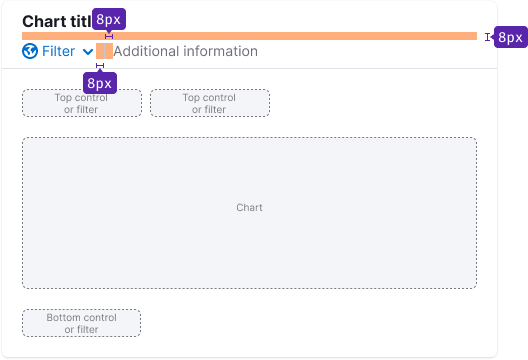 Chart titl
8px
8px
Filter
Additional information
8px
Top control
or filter
Top control
or filter
Chart
Bottom control
or filter